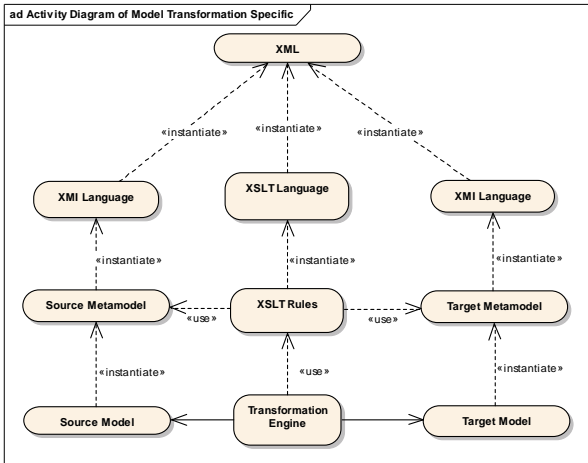 ad Activity Diagram of Model Transformation Specific
XML
«instantiate»
«instantiate»
«instantiate»
XMI Language
XSLT Language
XMI Language
«instantiate»
«instantiate»
«instantiate»
Source Metamodel
XSLT Rules
Target Metamodel
«use»
«use»
«instantiate»
«use»
«instantiate»
Source Model
Transformation
Engine
Target Model